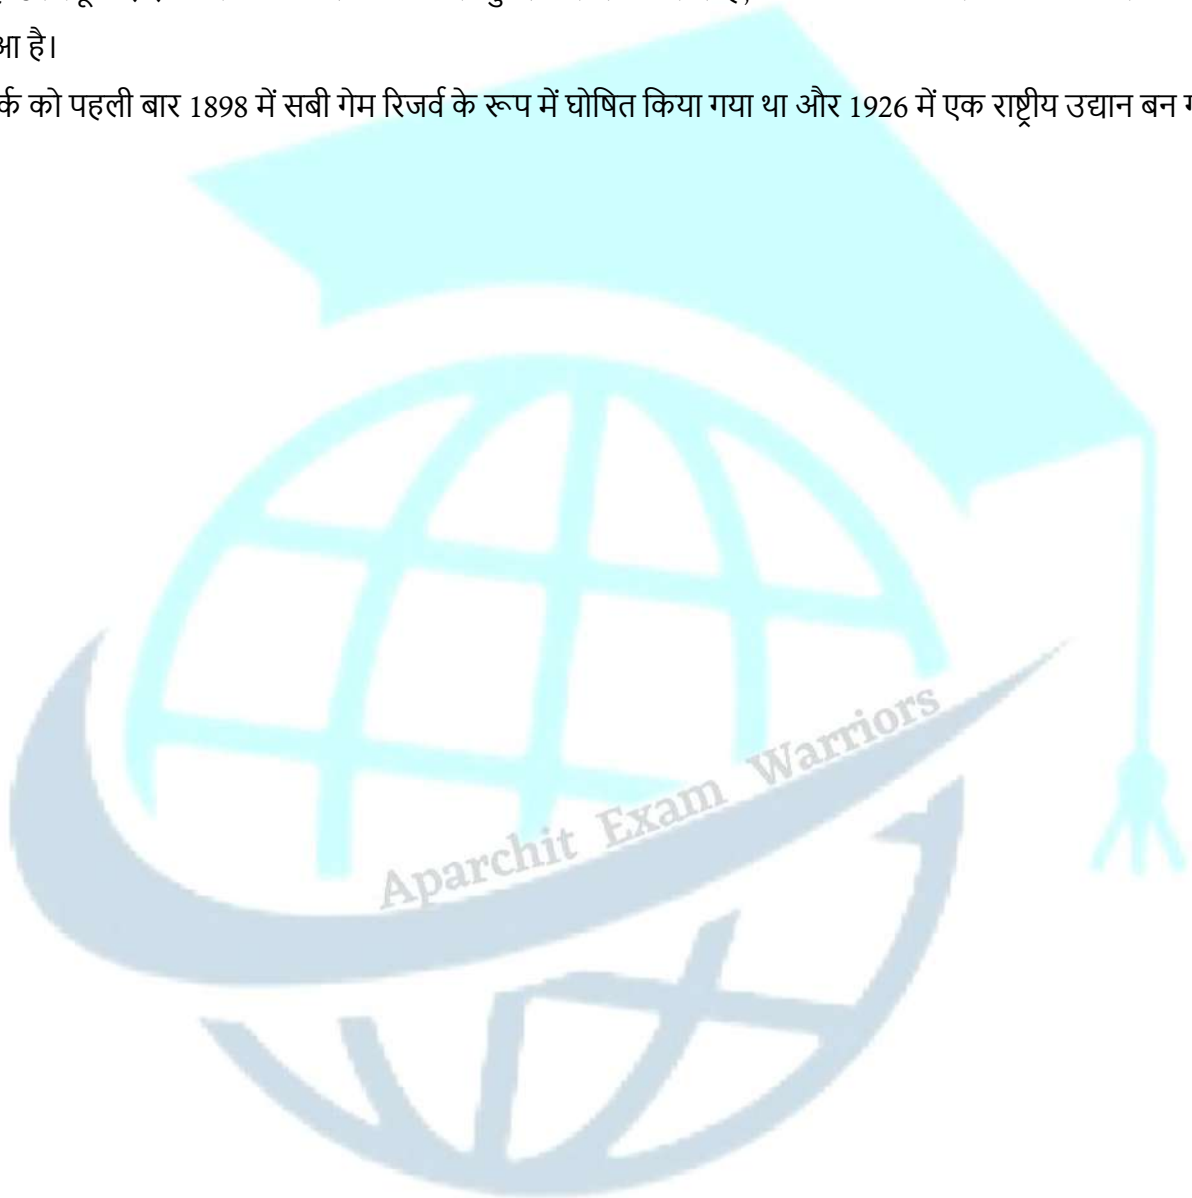 है।
को पहली बार 1898 में सबी गेम रिजर्व के रूप में घोषित किया गया था और 1926 में एक राष्ट्रीय उद्यान बन
Aparchit Exam Warriors